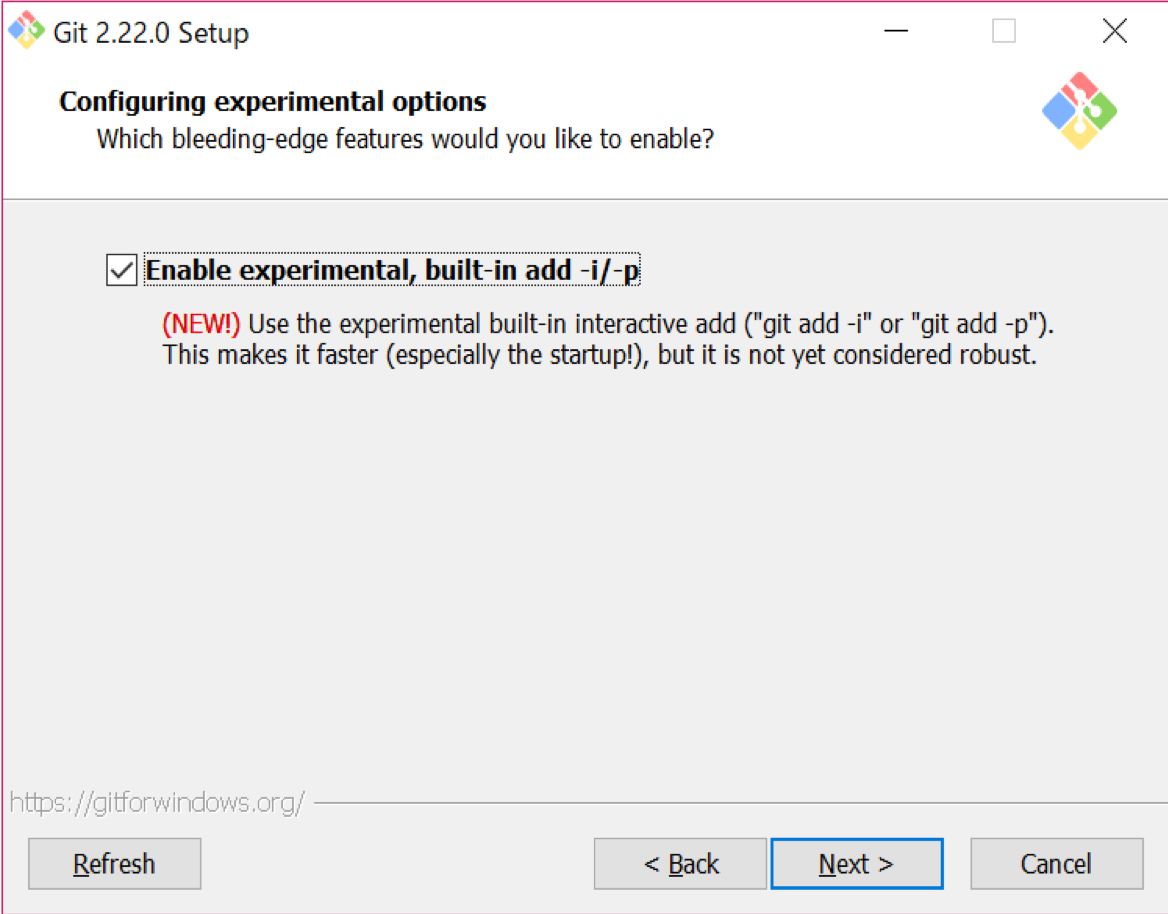 Git 2.22.0 Setup
Configuring experimental options
Which bleeding-edge features would you like to enable?
Enable experimental, built-in add -i/-p
(NEW!) Use the experimental built-in interactive add ("git add -i" or "git add -p").
This makes it faster (especially the startup!), but it is not yet considered robust.
https://gitforwindows.org/
Refresh
< Back
Next >
Cancel